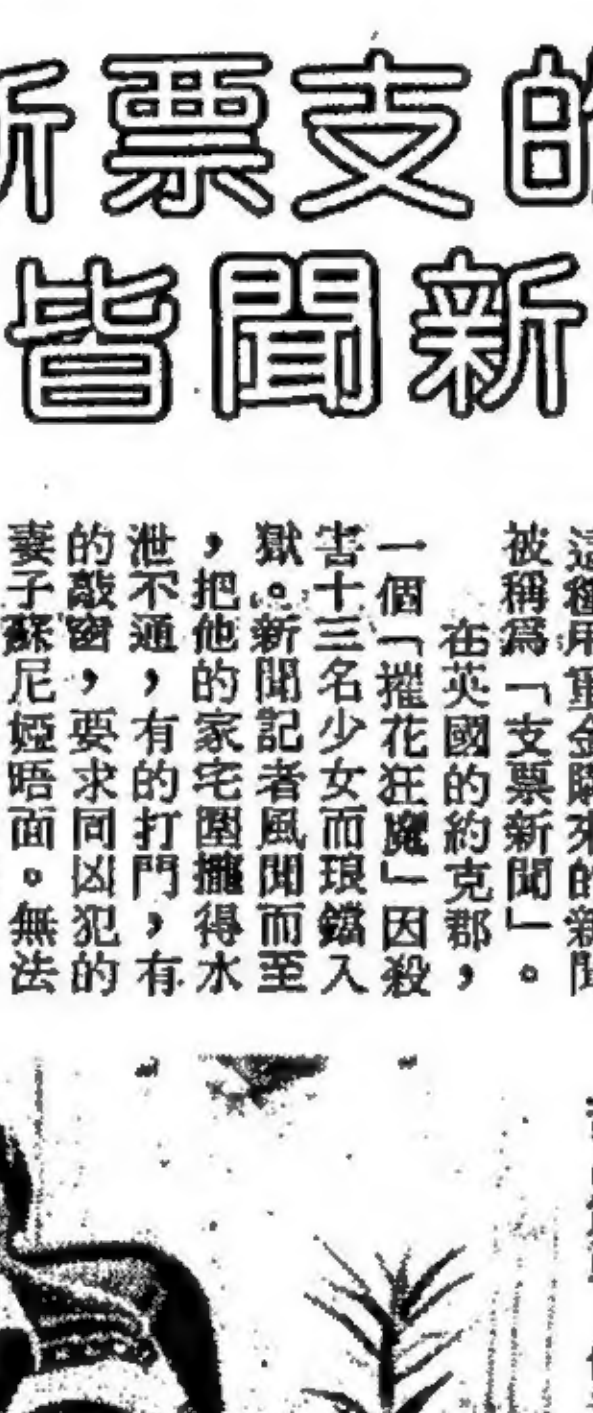 的支票
新聞皆
這種用重金購來的新聞
被稱爲「支票新聞」。
在英國的約克郡，
一個「摧花狂魔」因殺
害十三名少女而琅鐺入
獄。新聞記者風聞而至
，把他的家宅圍攏得水
泄不通，有的打門，有
的敲窗，要求同凶犯的
妻子蘇尼婭晤面。無法